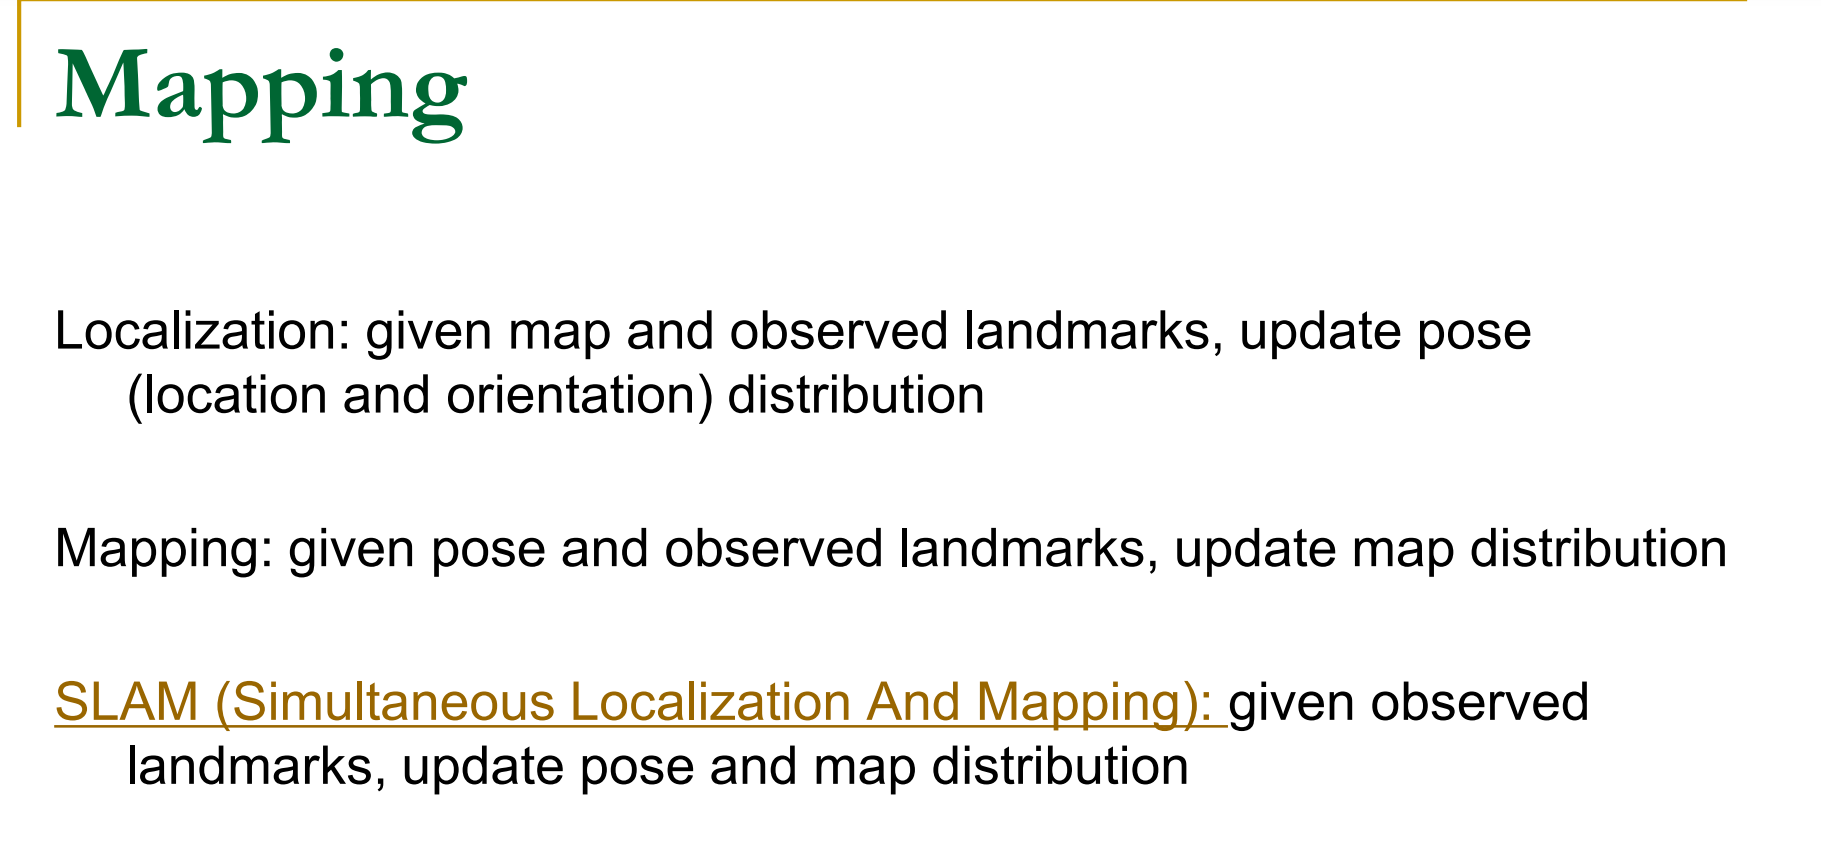 Mapping
Localization: given map and observed landmarks, update pose
(location and orientation) distribution
Mapping: given pose and observed landmarks, update map distribution
SLAM (Simultaneous Localization And Mapping): given observed
landmarks, update pose and map distribution